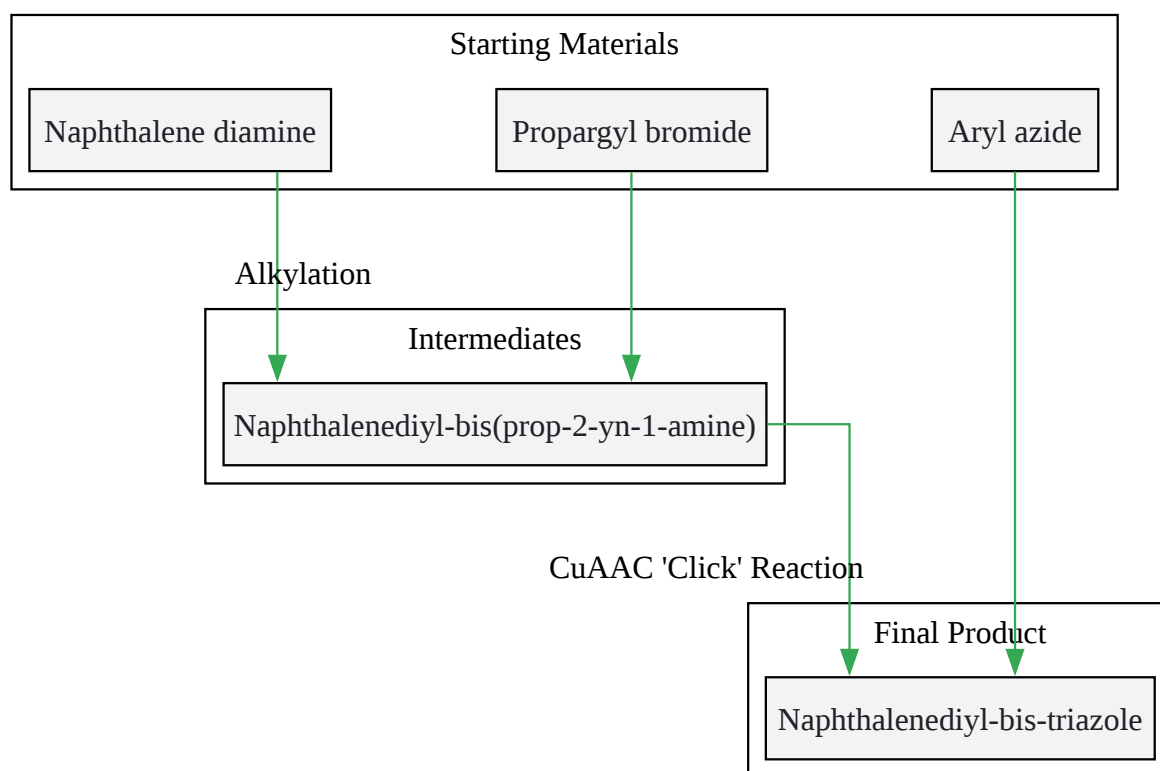 Starting Materials
Naphthalene diamine
Propargyl bromide
Aryl azide
Alkylation
Intermediates
Naphthalenediyl-bis(prop-2-yn-1-amine)
CuAAC 'Click' Reaction
Final Product
Naphthalenediyl-bis-triazole